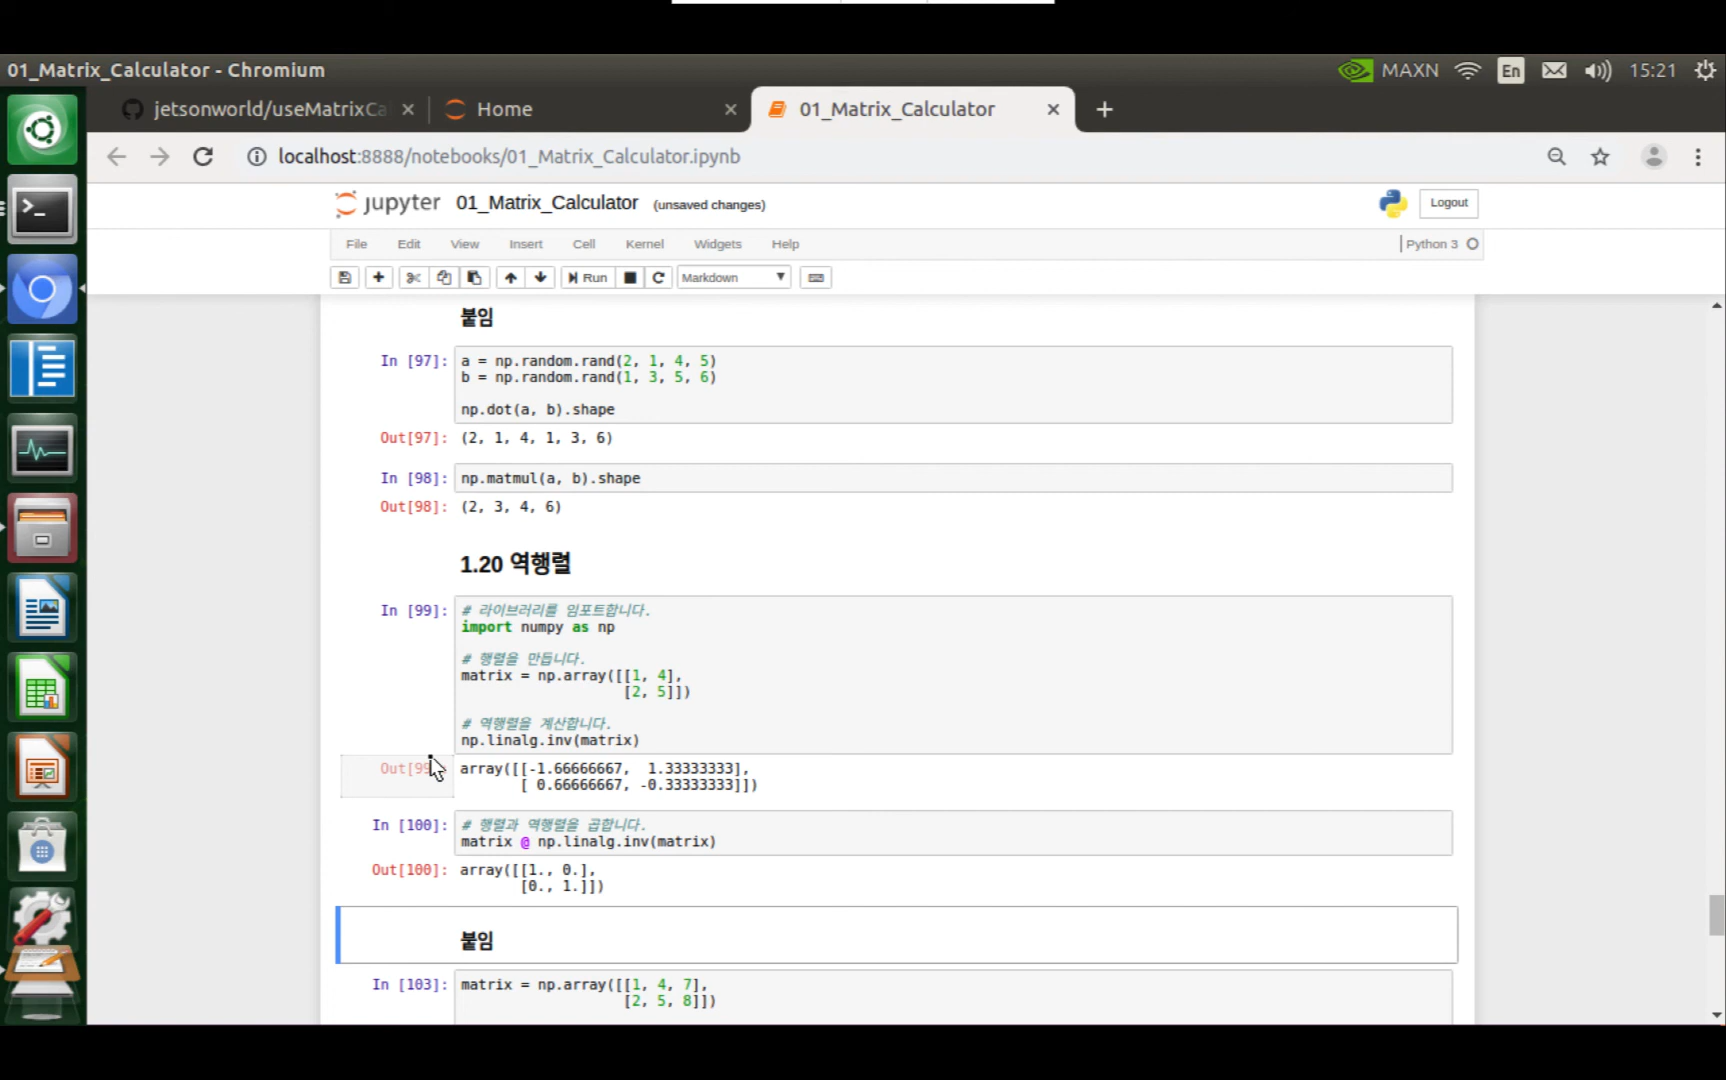 01_Matrix_Calculator - Chromium
MAXN
En
15:21
jetsonworld/useMatrixCa
Home
01_Matrix_Calculator
localhost:8888/notebooks/01_Matrix_Calculator.ipynb
jupyter 01_Matrix_Calculator (unsaved changes)
Logout
File Edit View Insert Cell Kernel Widgets Help
Python 3
Run
Markdown
붙임
In [97]: a = np.random.rand(2, 1, 4, 5)
b = np.random.rand(1, 3, 5, 6)
np.dot(a, b).shape
Out[97]: (2, 1, 4, 1, 3, 6)
In [98]: np.matmul(a, b).shape
Out[98]: (2, 3, 4, 6)
1.20 역행렬
In [99]: # 라이브러리를 임포트합니다.
import numpy as np
# 행렬을 만듭니다.
matrix = np.array([[1, 4],
[2, 5]])
# 역행렬을 계산합니다.
np.linalg.inv(matrix)
Out[99 array([[-1.66666667, 1.33333333],
[ 0.66666667, -0.33333333]])
In [100]: # 행렬과 역행렬을 곱합니다.
matrix @ np.linalg.inv(matrix)
Out[100]: array([[1., 0.],
[0., 1.]])
붙임
In [103]: matrix = np.array([[1, 4, 7],
[2, 5, 8]])